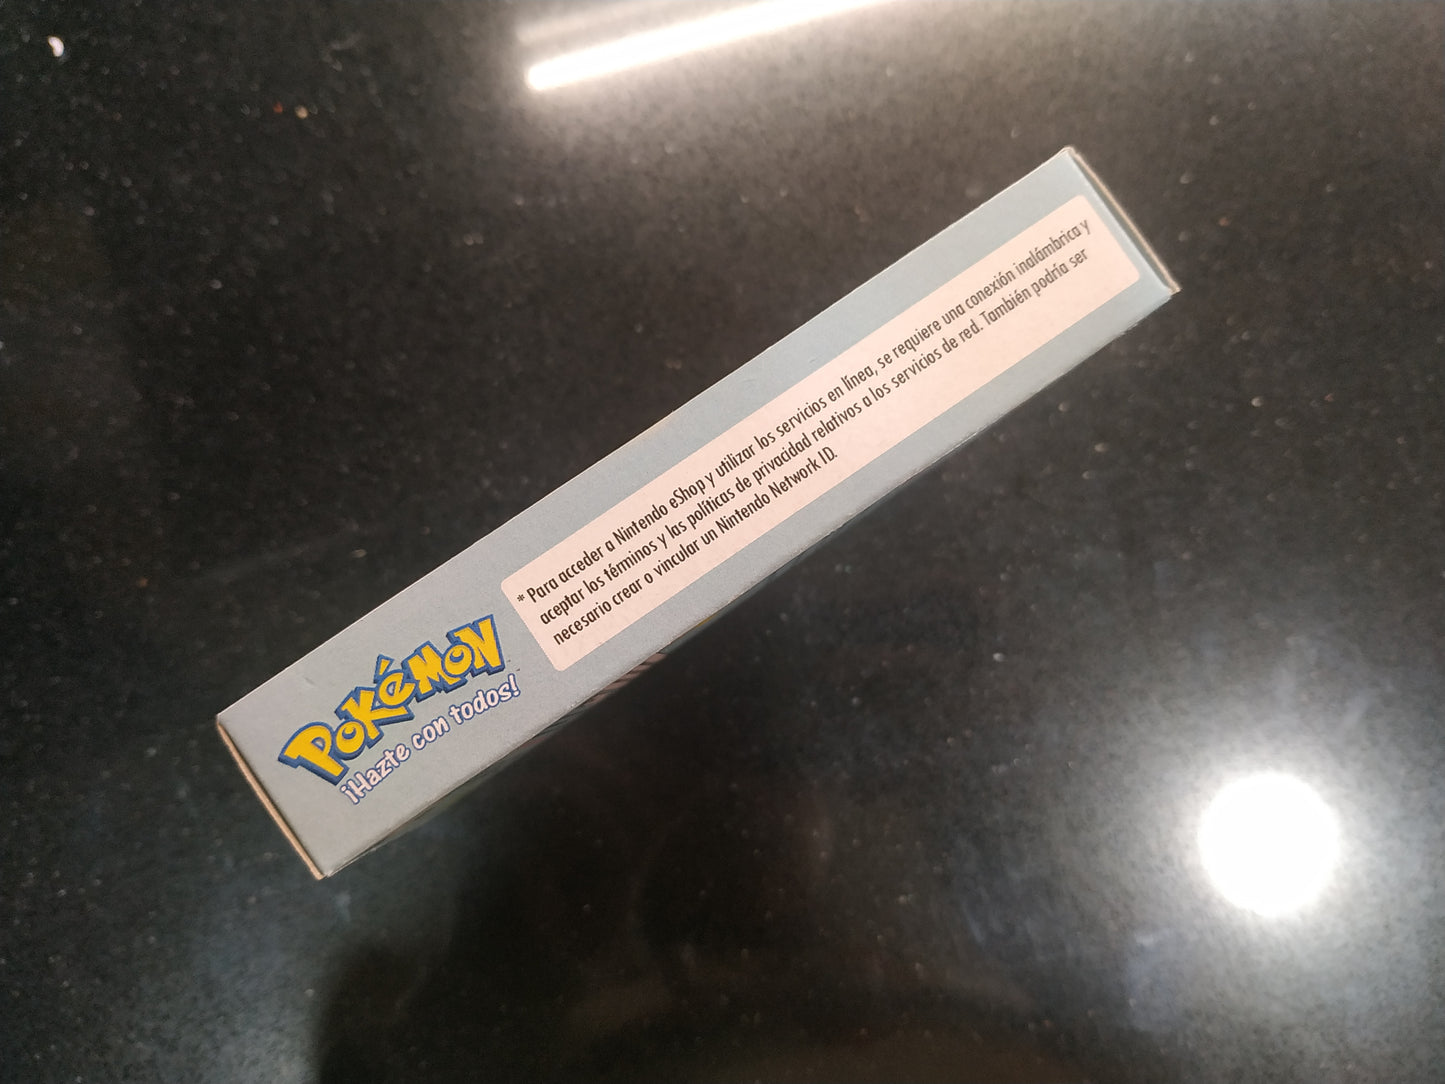 * Para acceder a Nintendo eShop y utilizar los servicios en línea, se requiere una conexión inalámbrica y
aceptar los términos y las políticas de privacidad relativos a los servicios de red. También podría ser
necesario crear o vincular un Nintendo Network ID.
POKéMON
¡Hazte con todos!